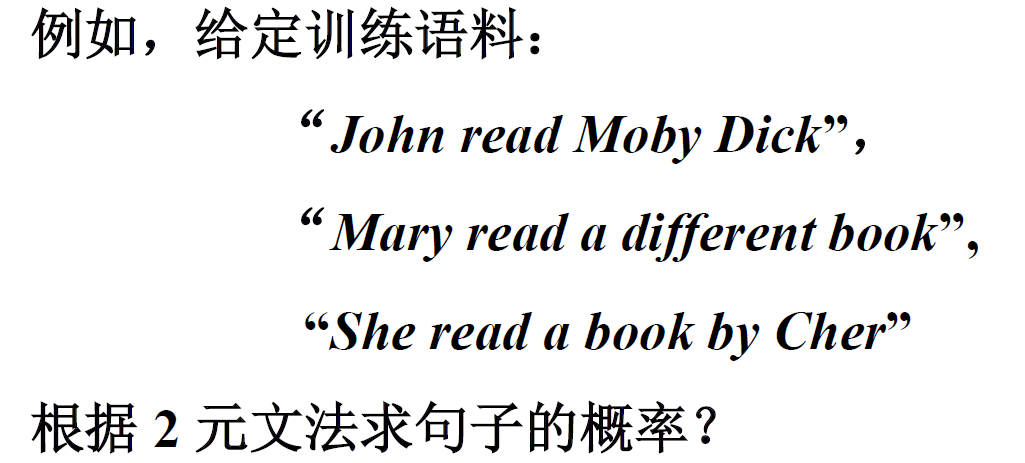 例如，给定训练语料：
“John read Moby Dick”，
“Mary read a different book”,
“She read a book by Cher”
根据 2 元文法求句子的概率？